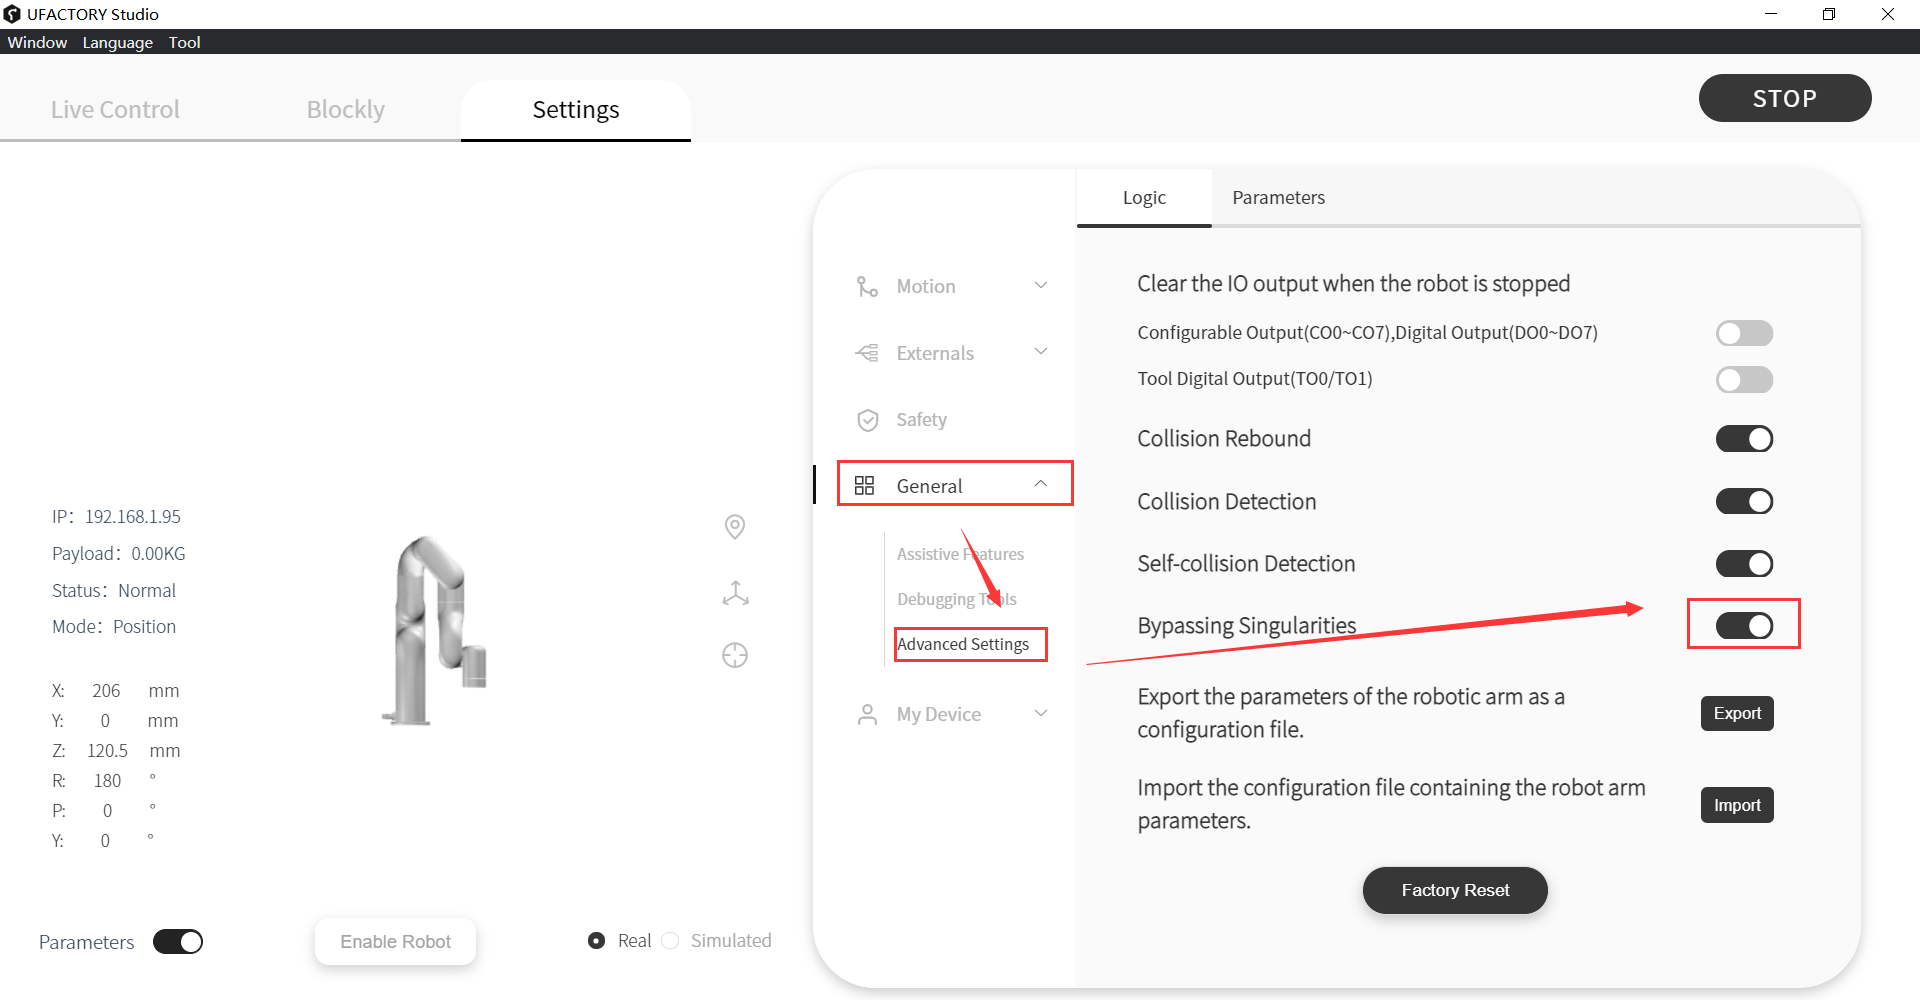 UFACTORY Studio
Window Language Tool
Live Control Blockly Settings STOP
Logic Parameters
Motion
Externals
Safety
General
Assistive Features
Debugging Tools
Advanced Settings
My Device
Clear the IO output when the robot is stopped
Configurable Output(CO0~CO7),Digital Output(DO0~DO7)
Tool Digital Output(TO0/TO1)
Collision Rebound
Collision Detection
Self-collision Detection
Bypassing Singularities
Export the parameters of the robotic arm as a
configuration file.
Export
Import the configuration file containing the robot arm
parameters.
Import
Factory Reset
IP： 192.168.1.95
Payload： 0.00KG
Status： Normal
Mode： Position
X: 206 mm
Y: 0 mm
Z: 120.5 mm
R: 180 °
P: 0 °
Y: 0 °
Parameters Enable Robot Real Simulated